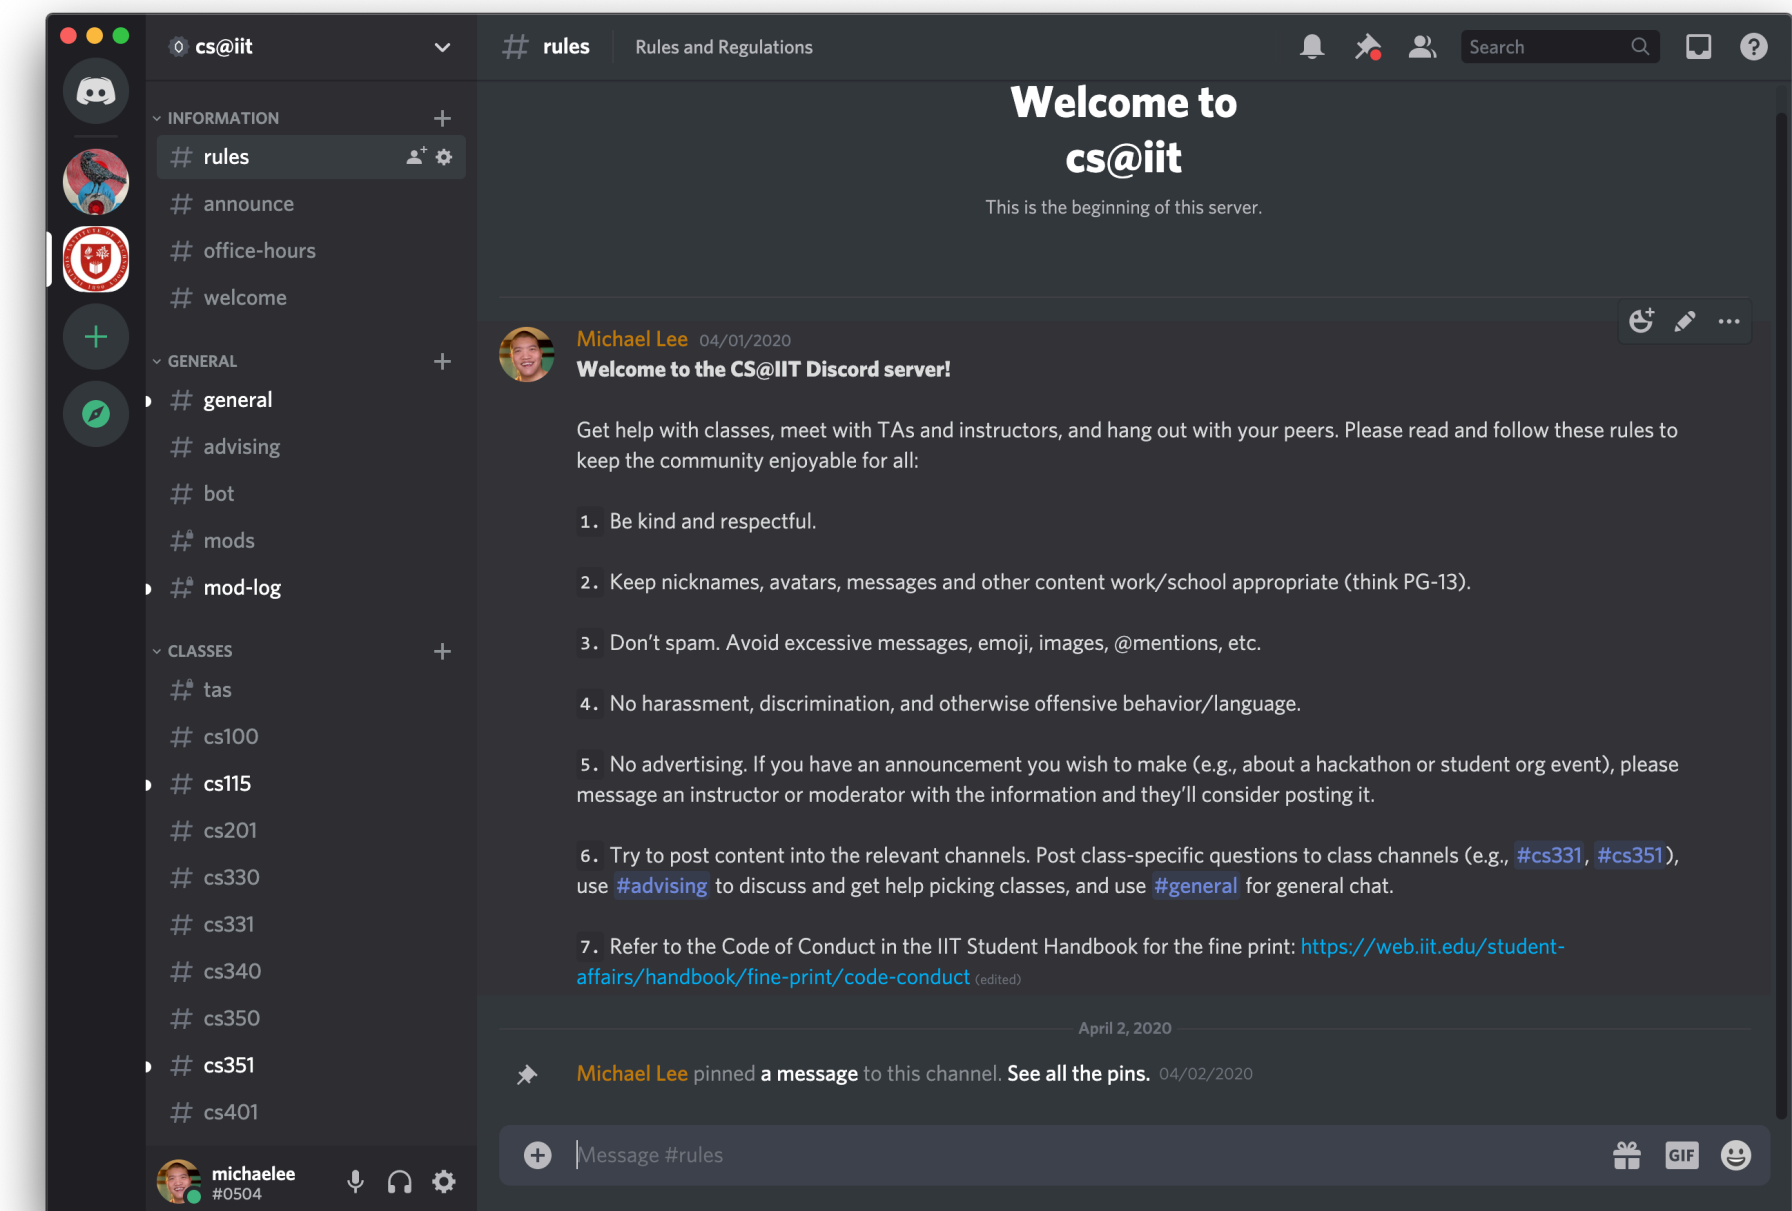 cs@iit
INFORMATION
rules
announce
office-hours
welcome
GENERAL
general
advising
bot
mods
mod-log
CLASSES
tas
cs100
cs115
cs201
cs330
cs331
cs340
cs350
cs351
cs401
michaelee
#0504
rules
Rules and Regulations
Search
Welcome to
cs@iit
This is the beginning of this server.
Michael Lee 04/01/2020
Welcome to the CS@IIT Discord server!
Get help with classes, meet with TAs and instructors, and hang out with your peers. Please read and follow these rules to
keep the community enjoyable for all:
1. Be kind and respectful.
2. Keep nicknames, avatars, messages and other content work/school appropriate (think PG-13).
3. Don't spam. Avoid excessive messages, emoji, images, @mentions, etc.
4. No harassment, discrimination, and otherwise offensive behavior/language.
5. No advertising. If you have an announcement you wish to make (e.g., about a hackathon or student org event), please
message an instructor or moderator with the information and they'll consider posting it.
6. Try to post content into the relevant channels. Post class-specific questions to class channels (e.g., #cs331, #cs351),
use #advising to discuss and get help picking classes, and use #general for general chat.
7. Refer to the Code of Conduct in the IIT Student Handbook for the fine print: https://web.iit.edu/student-
affairs/handbook/fine-print/code-conduct (edited)
April 2, 2020
Michael Lee pinned a message to this channel. See all the pins. 04/02/2020
Message #rules
GIF